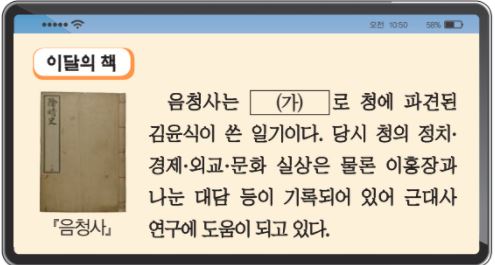 오전 10:50 58%
이달의 책
음청사는 (가) 로 청에 파견된
김윤식이 쓴 일기이다. 당시 청의 정치·
경제·외교·문화 실상은 물론 이홍장과
나눈 대담 등이 기록되어 있어 근대사
연구에 도움이 되고 있다.
陰晴史
『음청사』